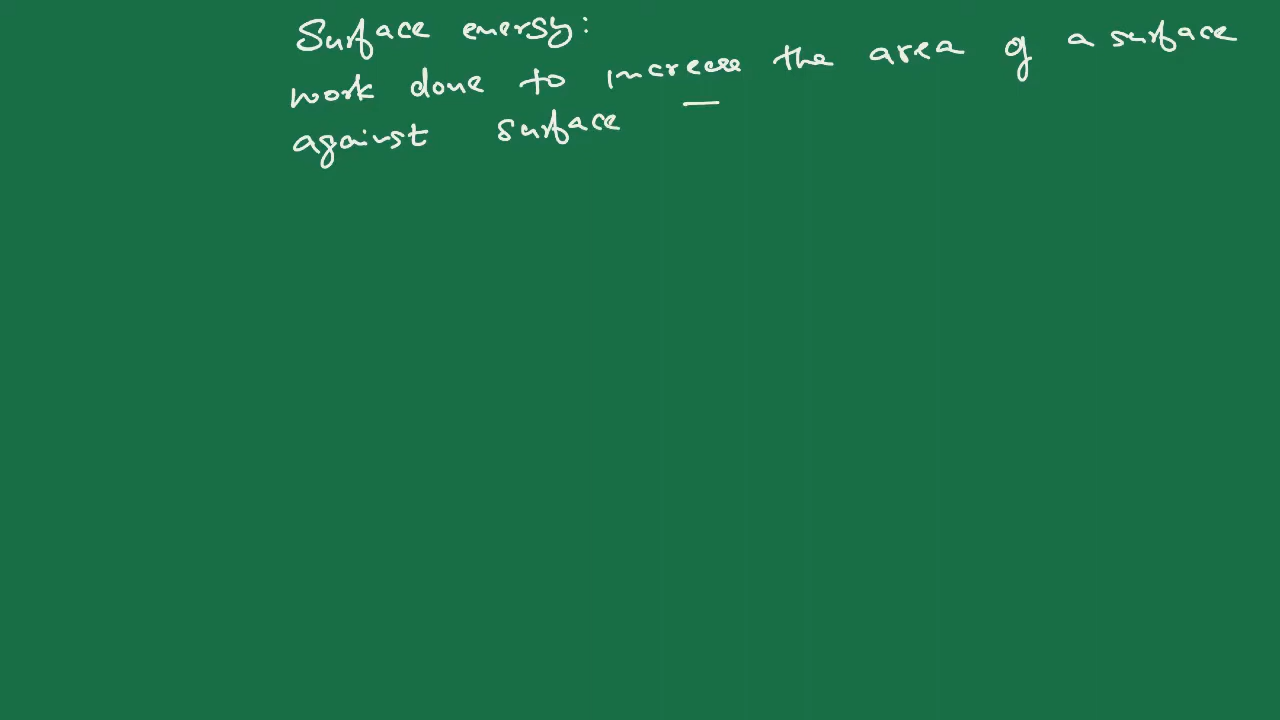 Surface energy:
work done to increase the area of a surface
against surface